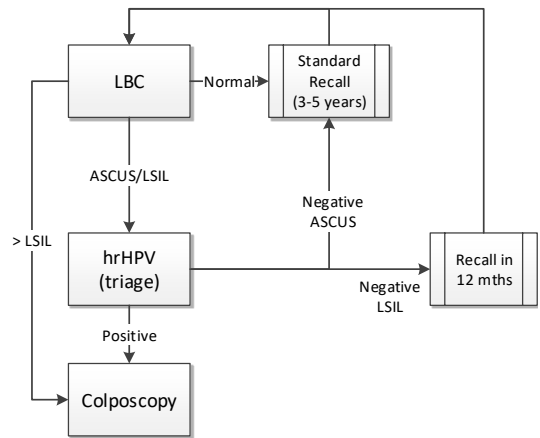 LBC
Normal
Standard
Recall
(3-5 years)
ASCUS/LSIL
Negative
ASCUS
> LSIL
hrHPV
(triage)
Recall in
12 mths
Negative
LSIL
Positive
Colposcopy